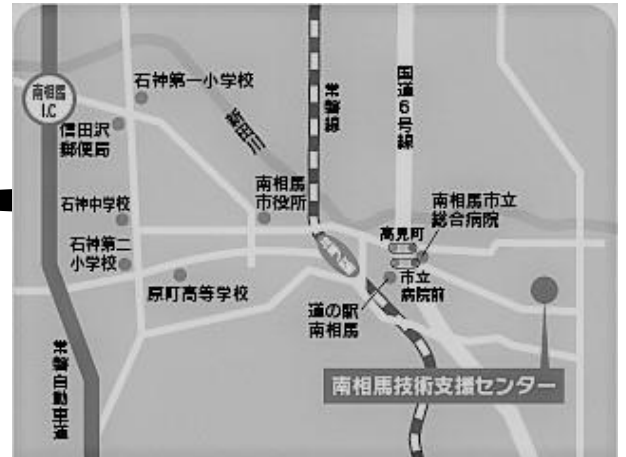 南相馬
I.C
石神第一小学校
信田沢
郵便局
新田川
常磐線
国道6号線
石神中学校
南相馬
市役所
南相馬市立
総合病院
高見町
石神第二
小学校
原町高等学校
市立
病院前
道の駅
南相馬
常磐自動車道
南相馬技術支援センター